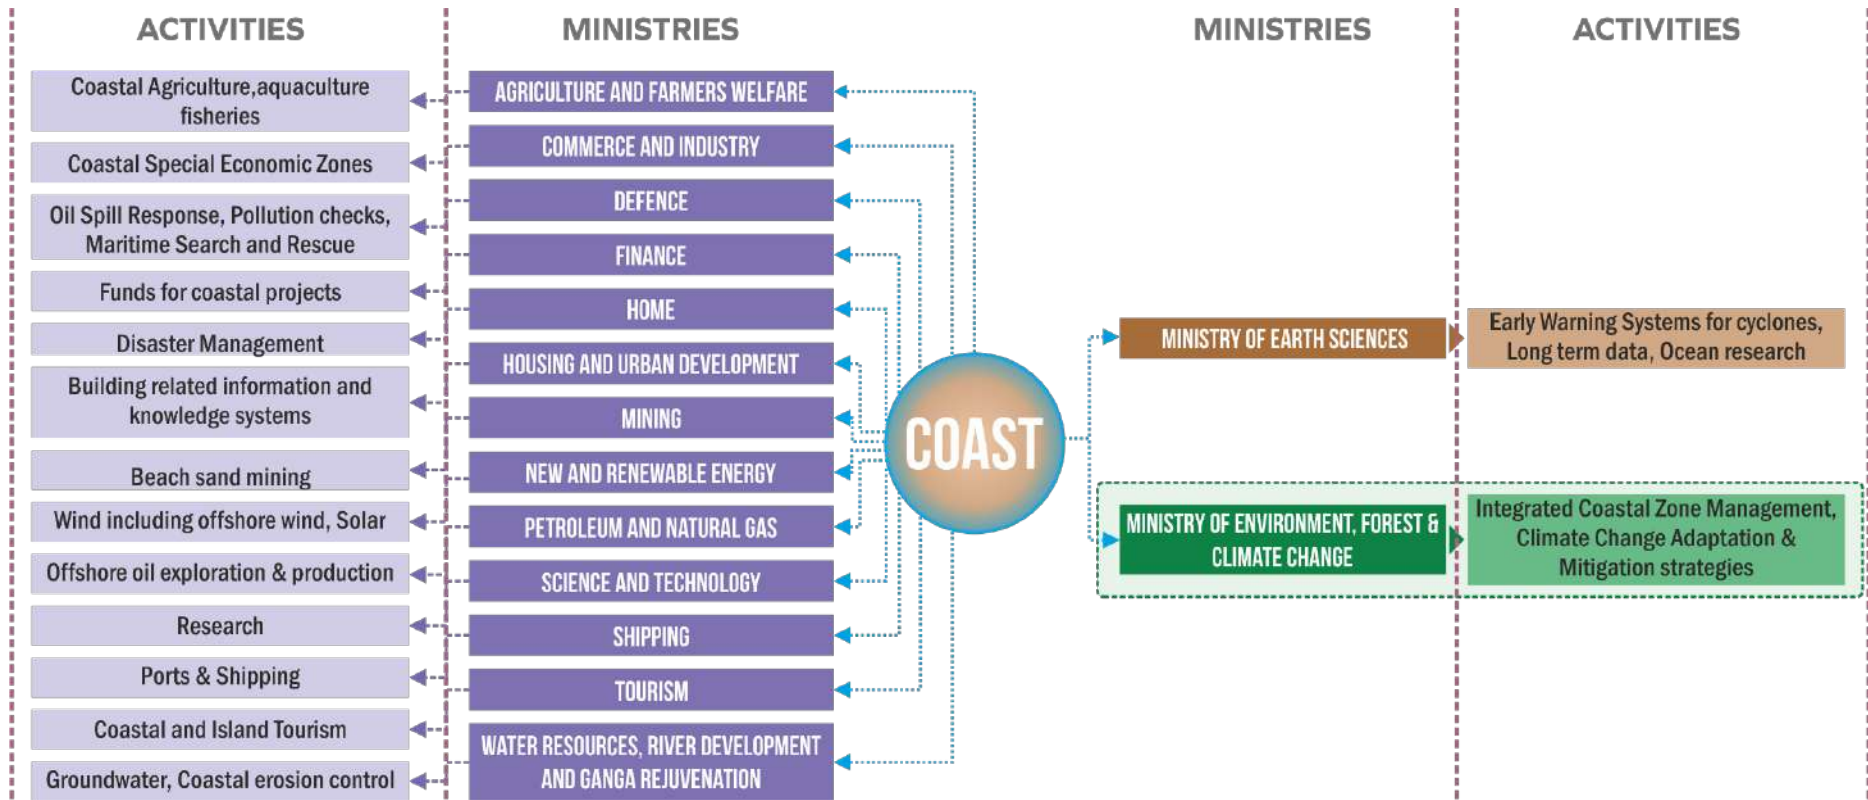 ACTIVITIES
MINISTRIES
MINISTRIES
ACTIVITIES
Coastal Agriculture,aquaculture
fisheries
Coastal Special Economic Zones
Oil Spill Response, Pollution checks,
Maritime Search and Rescue
Funds for coastal projects
Disaster Management
Building related information and
knowledge systems
Beach sand mining
Wind including offshore wind, Solar
Offshore oil exploration & production
Research
Ports & Shipping
Coastal and Island Tourism
Groundwater, Coastal erosion control
AGRICULTURE AND FARMERS WELFARE
COMMERCE AND INDUSTRY
DEFENCE
FINANCE
HOME
HOUSING AND URBAN DEVELOPMENT
MINING
NEW AND RENEWABLE ENERGY
PETROLEUM AND NATURAL GAS
SCIENCE AND TECHNOLOGY
SHIPPING
TOURISM
WATER RESOURCES, RIVER DEVELOPMENT
AND GANGA REJUVENATION
COAST
MINISTRY OF EARTH SCIENCES
MINISTRY OF ENVIRONMENT, FOREST &
CLIMATE CHANGE
Early Warning Systems for cyclones,
Long term data, Ocean research
Integrated Coastal Zone Management,
Climate Change Adaptation &
Mitigation strategies